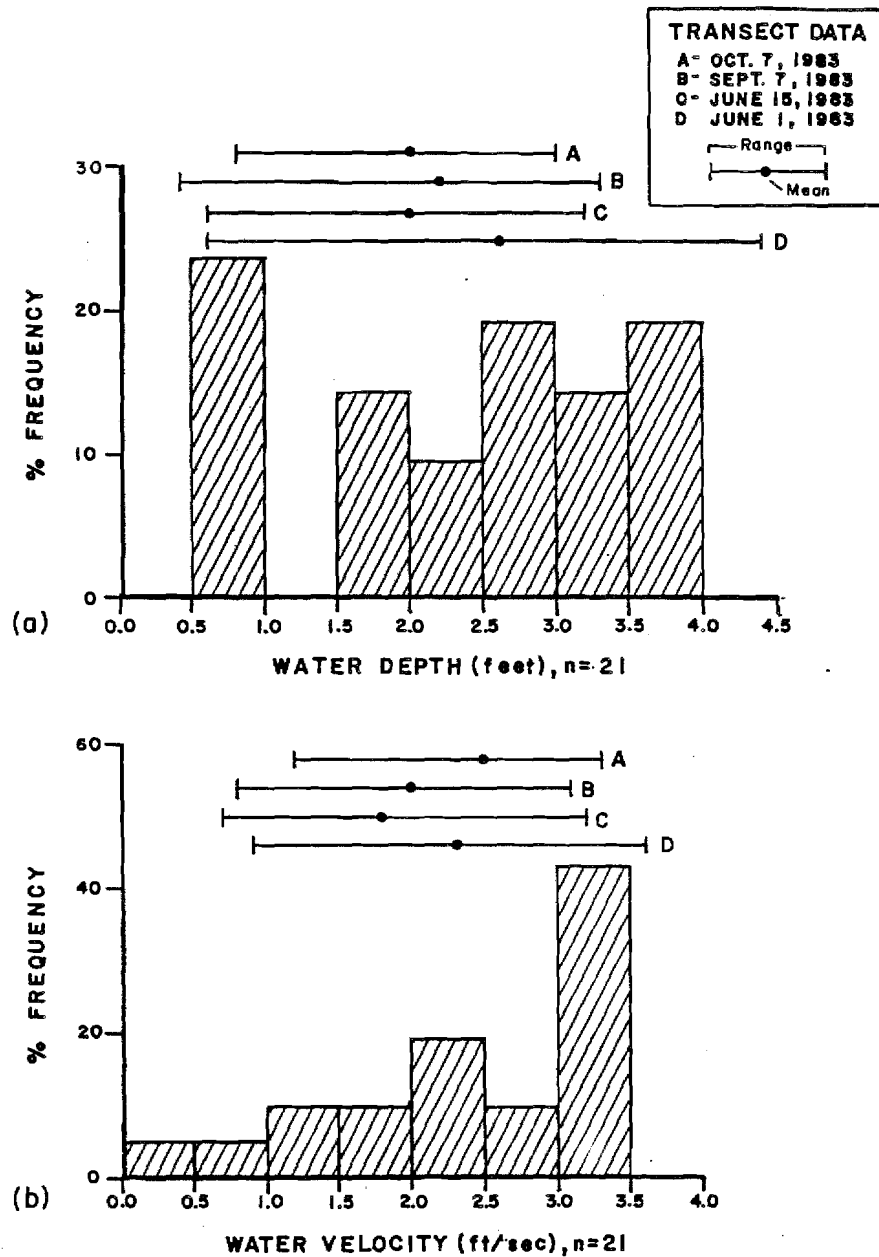 TRANSECT DATA
A- OCT. 7, 1983
B- SEPT. 7, 1983
C- JUNE 15, 1983
D JUNE 1, 1983
Range
Mean
A
B
C
D
30
20
10
0
% FREQUENCY
(a)
0.0 0.5 1.0 1.5 2.0 2.5 3.0 3.5 4.0 4.5
WATER DEPTH (feet), n=21
A
B
C
D
60
40
20
0
% FREQUENCY
(b)
0.0 0.5 1.0 1.5 2.0 2.5 3.0 3.5 4.0
WATER VELOCITY (ft/sec), n=21